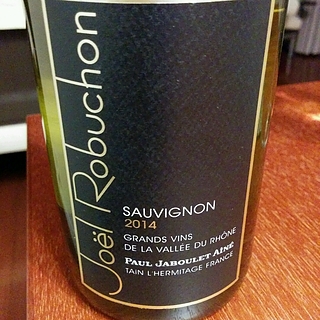 Joël Robuchon
SAUVIGNON
2014
GRANDS VINS
DE LA VALLÉE DU RHÔNE
PAUL JABOULET AÎNÉ
TAIN L'HERMITAGE FRANCE